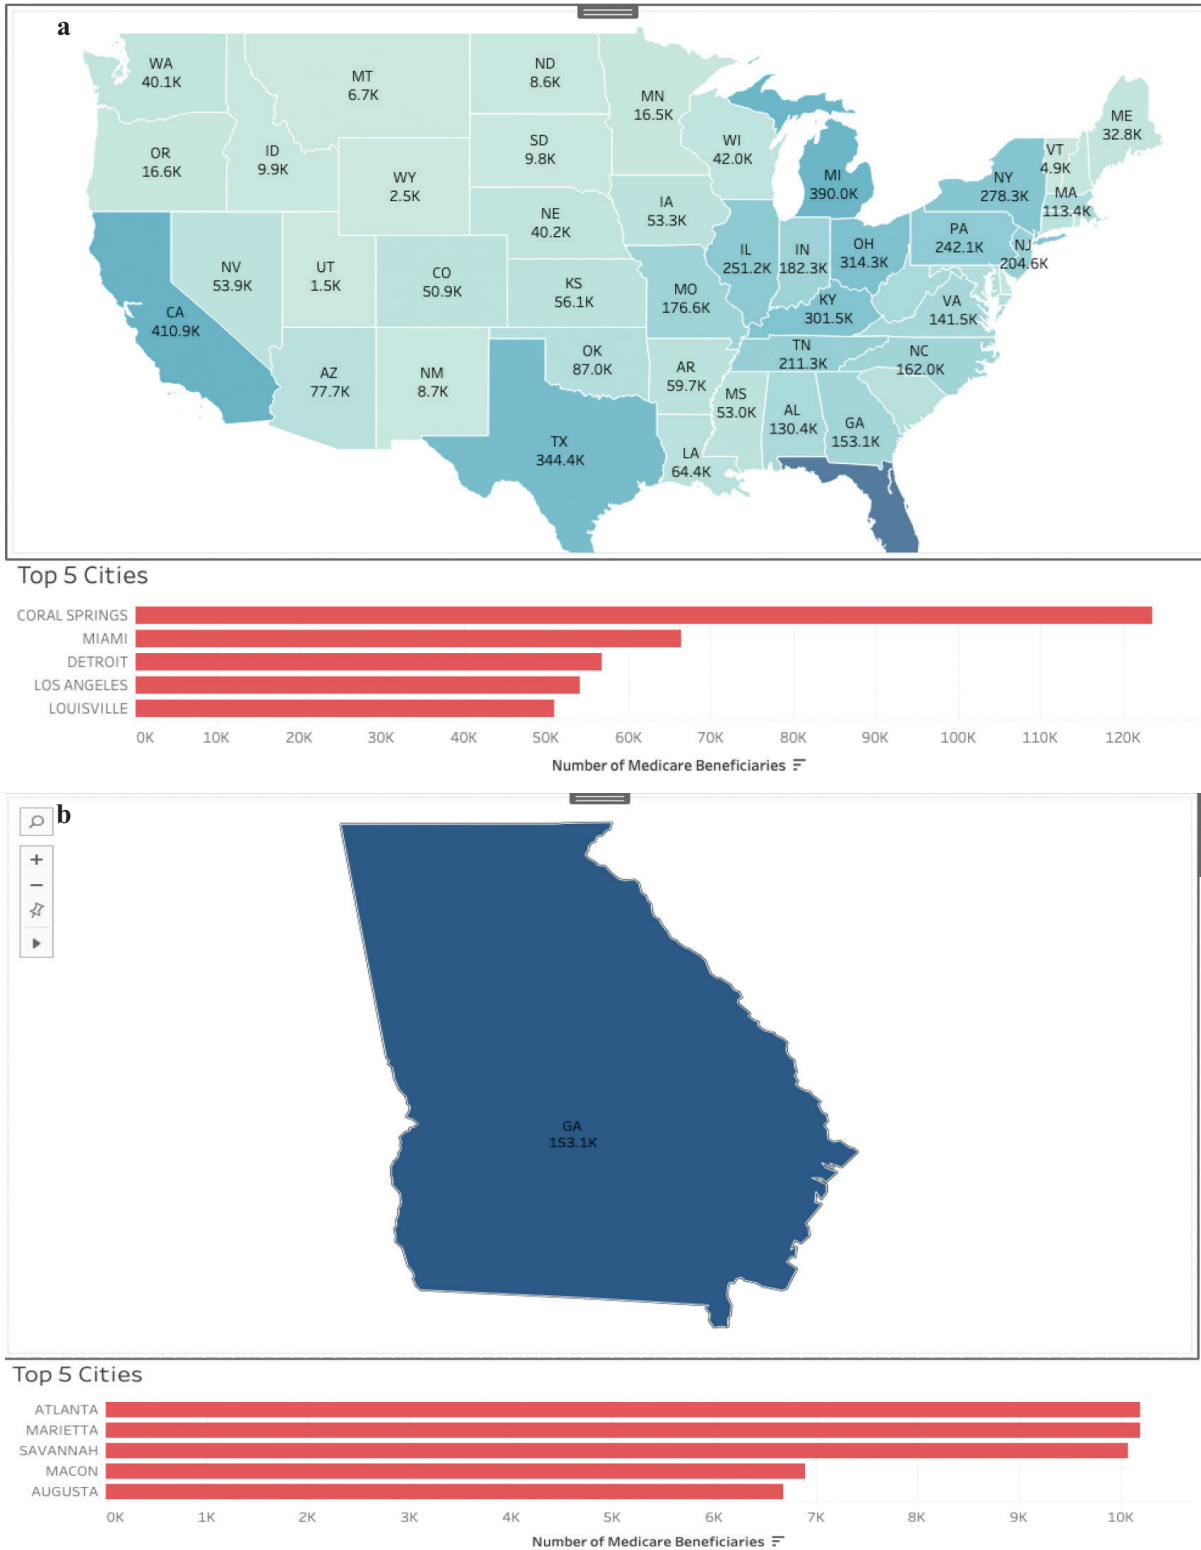 a
WA
40.1K
MT
6.7K
ND
8.6K
MN
16.5K
ME
32.8K
OR
16.6K
ID
9.9K
SD
9.8K
WI
42.0K
VT
4.9K
WY
2.5K
MI
390.0K
NY
278.3K
MA
113.4K
NE
40.2K
IA
53.3K
PA
242.1K
NJ
204.6K
NV
53.9K
UT
1.5K
CO
50.9K
KS
56.1K
IL
251.2K
IN
182.3K
OH
314.3K
CA
410.9K
MO
176.6K
KY
301.5K
VA
141.5K
AZ
77.7K
NM
8.7K
OK
87.0K
AR
59.7K
TN
211.3K
NC
162.0K
MS
53.0K
AL
130.4K
GA
153.1K
TX
344.4K
LA
64.4K
Top 5 Cities
CORAL SPRINGS
MIAMI
DETROIT
LOS ANGELES
LOUISVILLE
0K 10K 20K 30K 40K 50K 60K 70K 80K 90K 100K 110K 120K
Number of Medicare Beneficiaries
b
GA
153.1K
Top 5 Cities
ATLANTA
MARIETTA
SAVANNAH
MACON
AUGUSTA
0K 1K 2K 3K 4K 5K 6K 7K 8K 9K 10K
Number of Medicare Beneficiaries